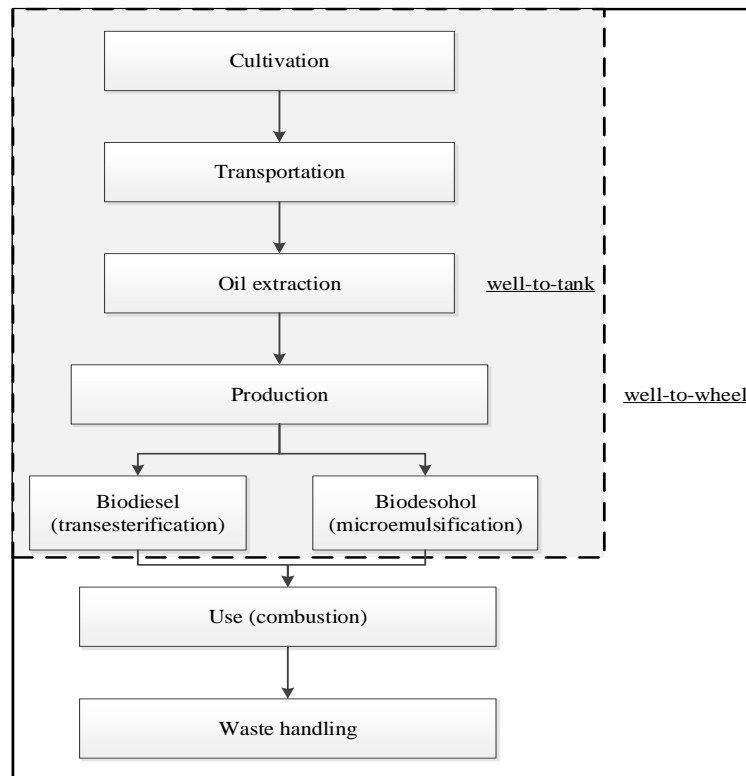 Cultivation
Transportation
Oil extraction
well-to-tank
Production
well-to-wheel
Biodiesel
(transesterification)
Biodesohol
(microemulsification)
Use (combustion)
Waste handling